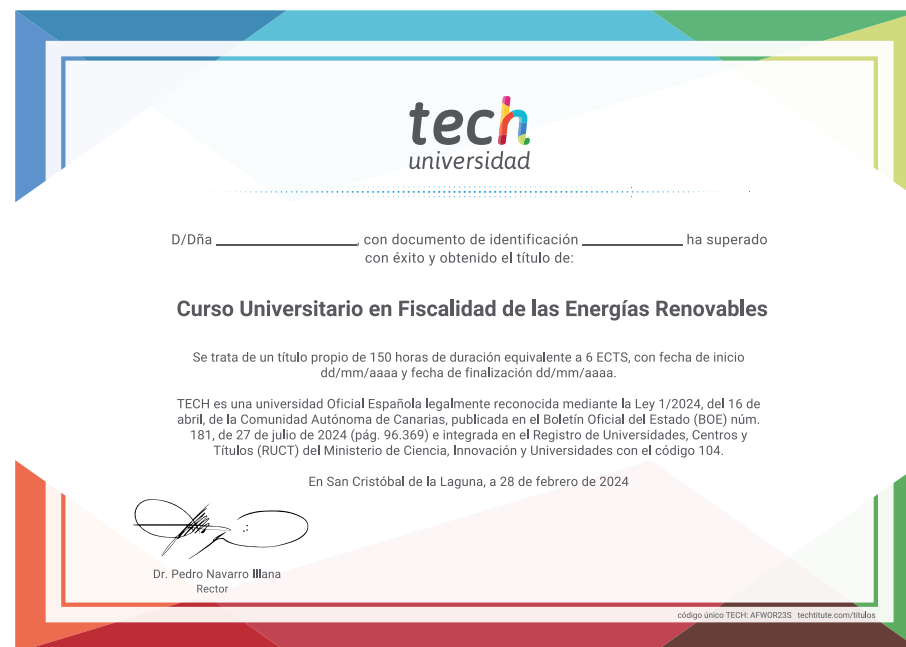 tech
universidad
D/Dña ____________________, con documento de identificación ______________ ha superado
con éxito y obtenido el título de:
Curso Universitario en Fiscalidad de las Energías Renovables
Se trata de un título propio de 150 horas de duración equivalente a 6 ECTS, con fecha de inicio
dd/mm/aaaa y fecha de finalización dd/mm/aaaa.
TECH es una universidad Oficial Española legalmente reconocida mediante la Ley 1/2024, del 16 de
abril, de la Comunidad Autónoma de Canarias, publicada en el Boletín Oficial del Estado (BOE) núm.
181, de 27 de julio de 2024 (pág. 96.369) e integrada en el Registro de Universidades, Centros y
Títulos (RUCT) del Ministerio de Ciencia, Innovación y Universidades con el código 104.
En San Cristóbal de la Laguna, a 28 de febrero de 2024
Dr. Pedro Navarro Illana
Rector
código único TECH: AFWOR23S techtitute.com/titulos